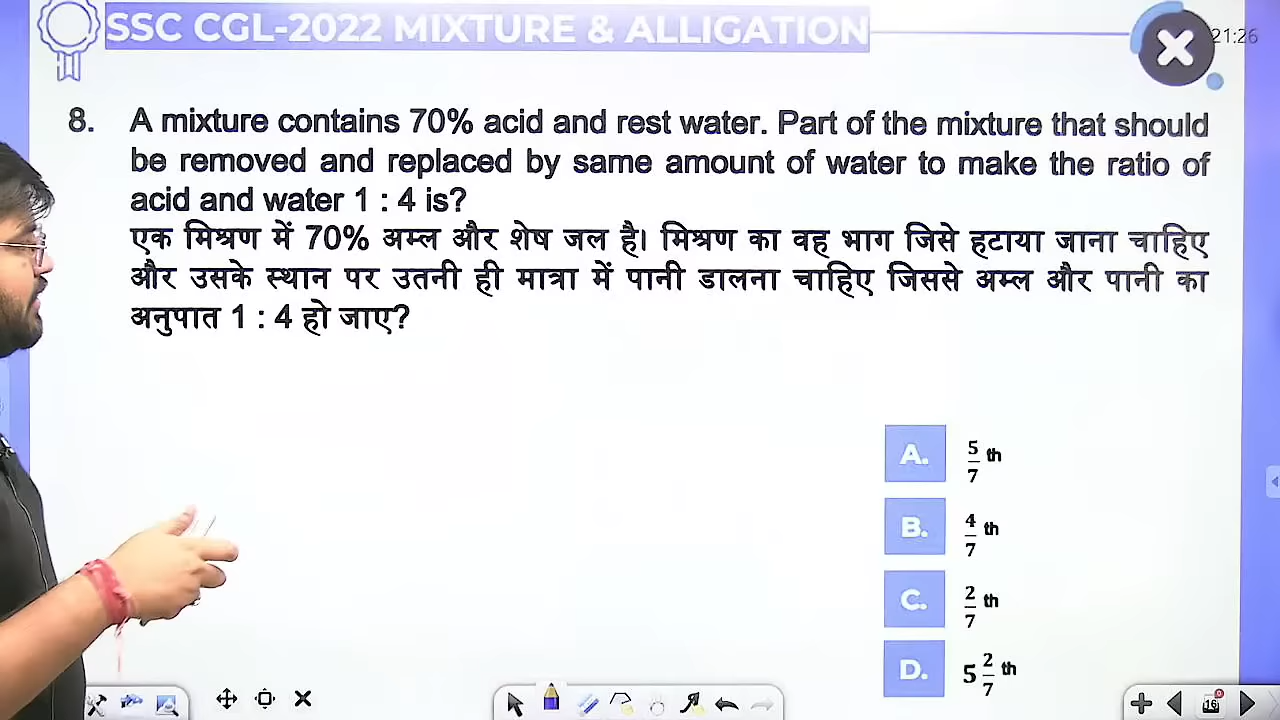 SSC CGL-2022 MIXTURE & ALLIGATION
21:26
8. A mixture contains 70% acid and rest water. Part of the mixture that should
be removed and replaced by same amount of water to make the ratio of
acid and water 1 : 4 is?
एक मिश्रण में 70% अम्ल और शेष जल है। मिश्रण का वह भाग जिसे हटाया जाना चाहिए
और उसके स्थान पर उतनी ही मात्रा में पानी डालना चाहिए जिससे अम्ल और पानी का
अनुपात 1 : 4 हो जाए?
A. 5/7 th
B. 4/7 th
C. 2/7 th
D. 5 2/7 th
16
0